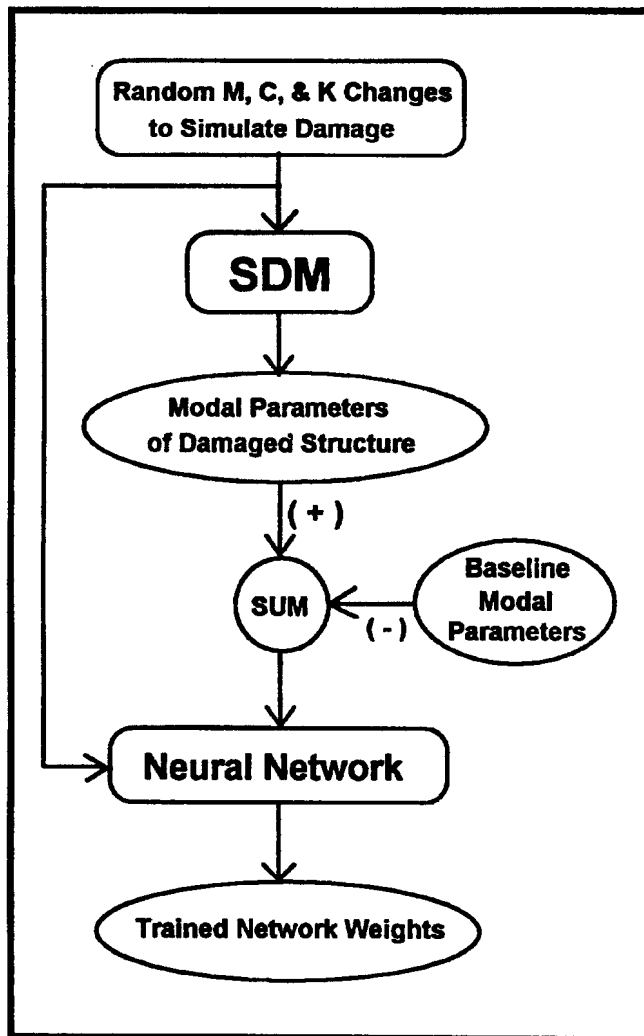 Random M, C, & K Changes
to Simulate Damage
SDM
Modal Parameters
of Damaged Structure
(+)
SUM
(-)
Baseline
Modal
Parameters
Neural Network
Trained Network Weights